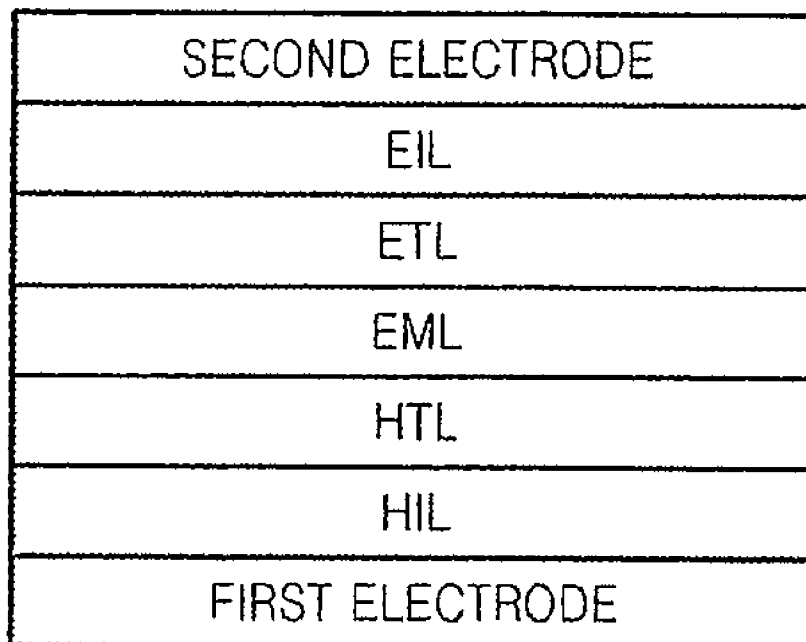 SECOND ELECTRODE
EIL
ETL
EML
HTL
HIL
FIRST ELECTRODE